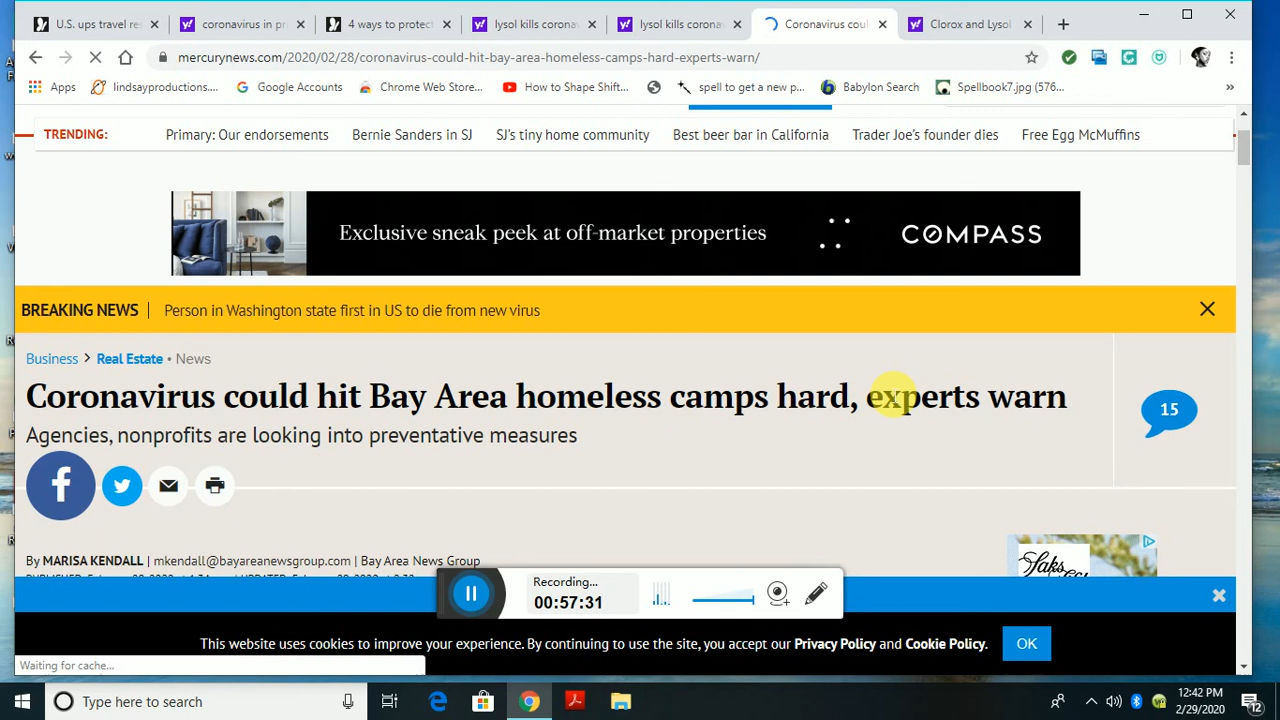 U.S. ups travel res
coronavirus in pr
4 ways to protect
lysol kills corona
lysol kills corona
Coronavirus coul
Clorox and Lysol
mercurynews.com/2020/02/28/coronavirus-could-hit-bay-area-homeless-camps-hard-experts-warn/
Apps
lindsayproductions....
Google Accounts
Chrome Web Store...
How to Shape Shift...
spell to get a new p...
Babylon Search
Spellbook7.jpg (576...
TRENDING:
Primary: Our endorsements
Bernie Sanders in SJ
SJ's tiny home community
Best beer bar in California
Trader Joe's founder dies
Free Egg McMuffins
Exclusive sneak peek at off-market properties
COMPASS
BREAKING NEWS
Person in Washington state first in US to die from new virus
Business > Real Estate • News
Coronavirus could hit Bay Area homeless camps hard, experts warn
15
Agencies, nonprofits are looking into preventative measures
By MARISA KENDALL | mkendall@bayareanewsgroup.com | Bay Area News Group
Recording...
00:57:31
This website uses cookies to improve your experience. By continuing to use the site, you accept our Privacy Policy and Cookie Policy.
OK
Waiting for cache...
Type here to search
12:42 PM
2/29/2020
12